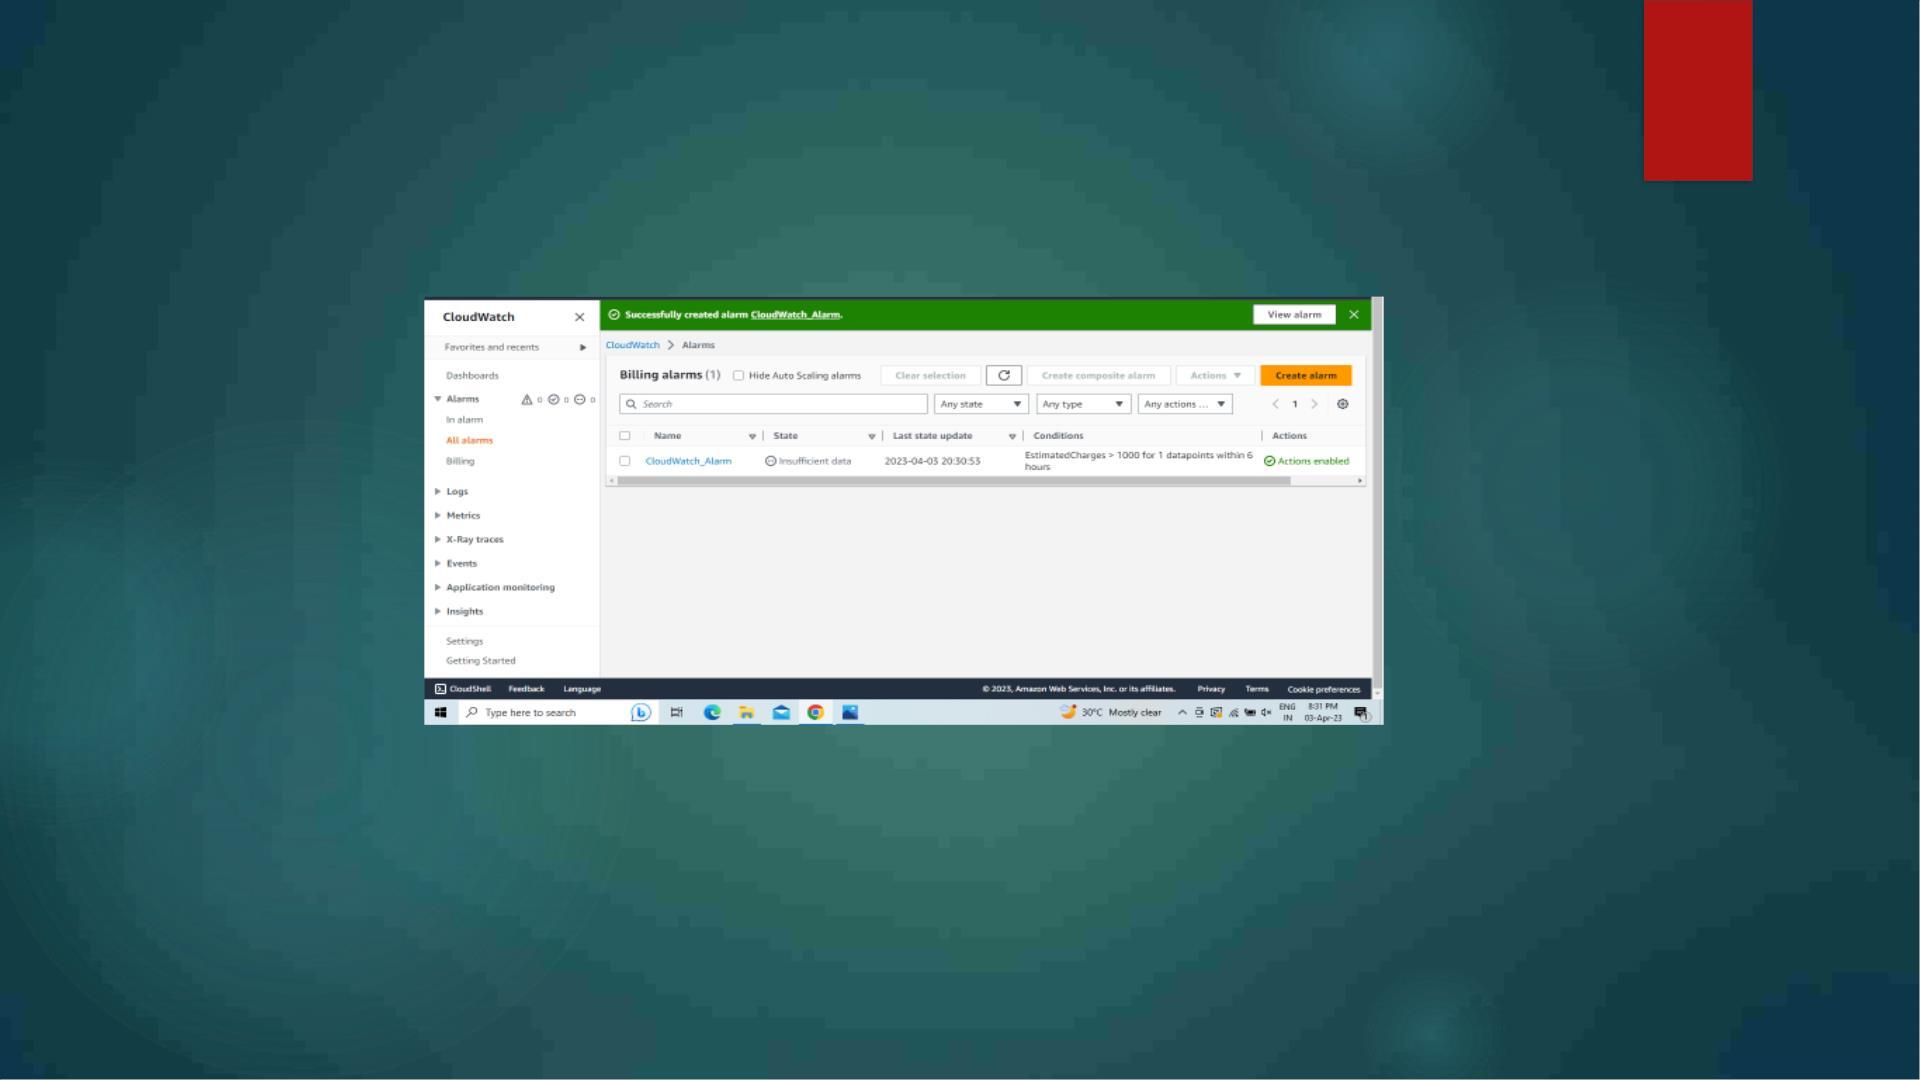 CloudWatch
Favorites and recents
Dashboards
Alarms 0 0 0
In alarm
All alarms
Billing
Logs
Metrics
X-Ray traces
Events
Application monitoring
Insights
Settings
Getting Started
Successfully created alarm CloudWatch_Alarm.
View alarm
CloudWatch > Alarms
Billing alarms (1) Hide Auto Scaling alarms Clear selection Create composite alarm Actions Create alarm
Search Any state Any type Any actions ... < 1 >
Name State Last state update Conditions Actions
CloudWatch_Alarm Insufficient data 2023-04-03 20:30:53 EstimatedCharges > 1000 for 1 datapoints within 6
hours Actions enabled
CloudShell Feedback Language © 2023, Amazon Web Services, Inc. or its affiliates. Privacy Terms Cookie preferences
Type here to search 30°C Mostly clear ENG
IN
8:31 PM
03-Apr-23